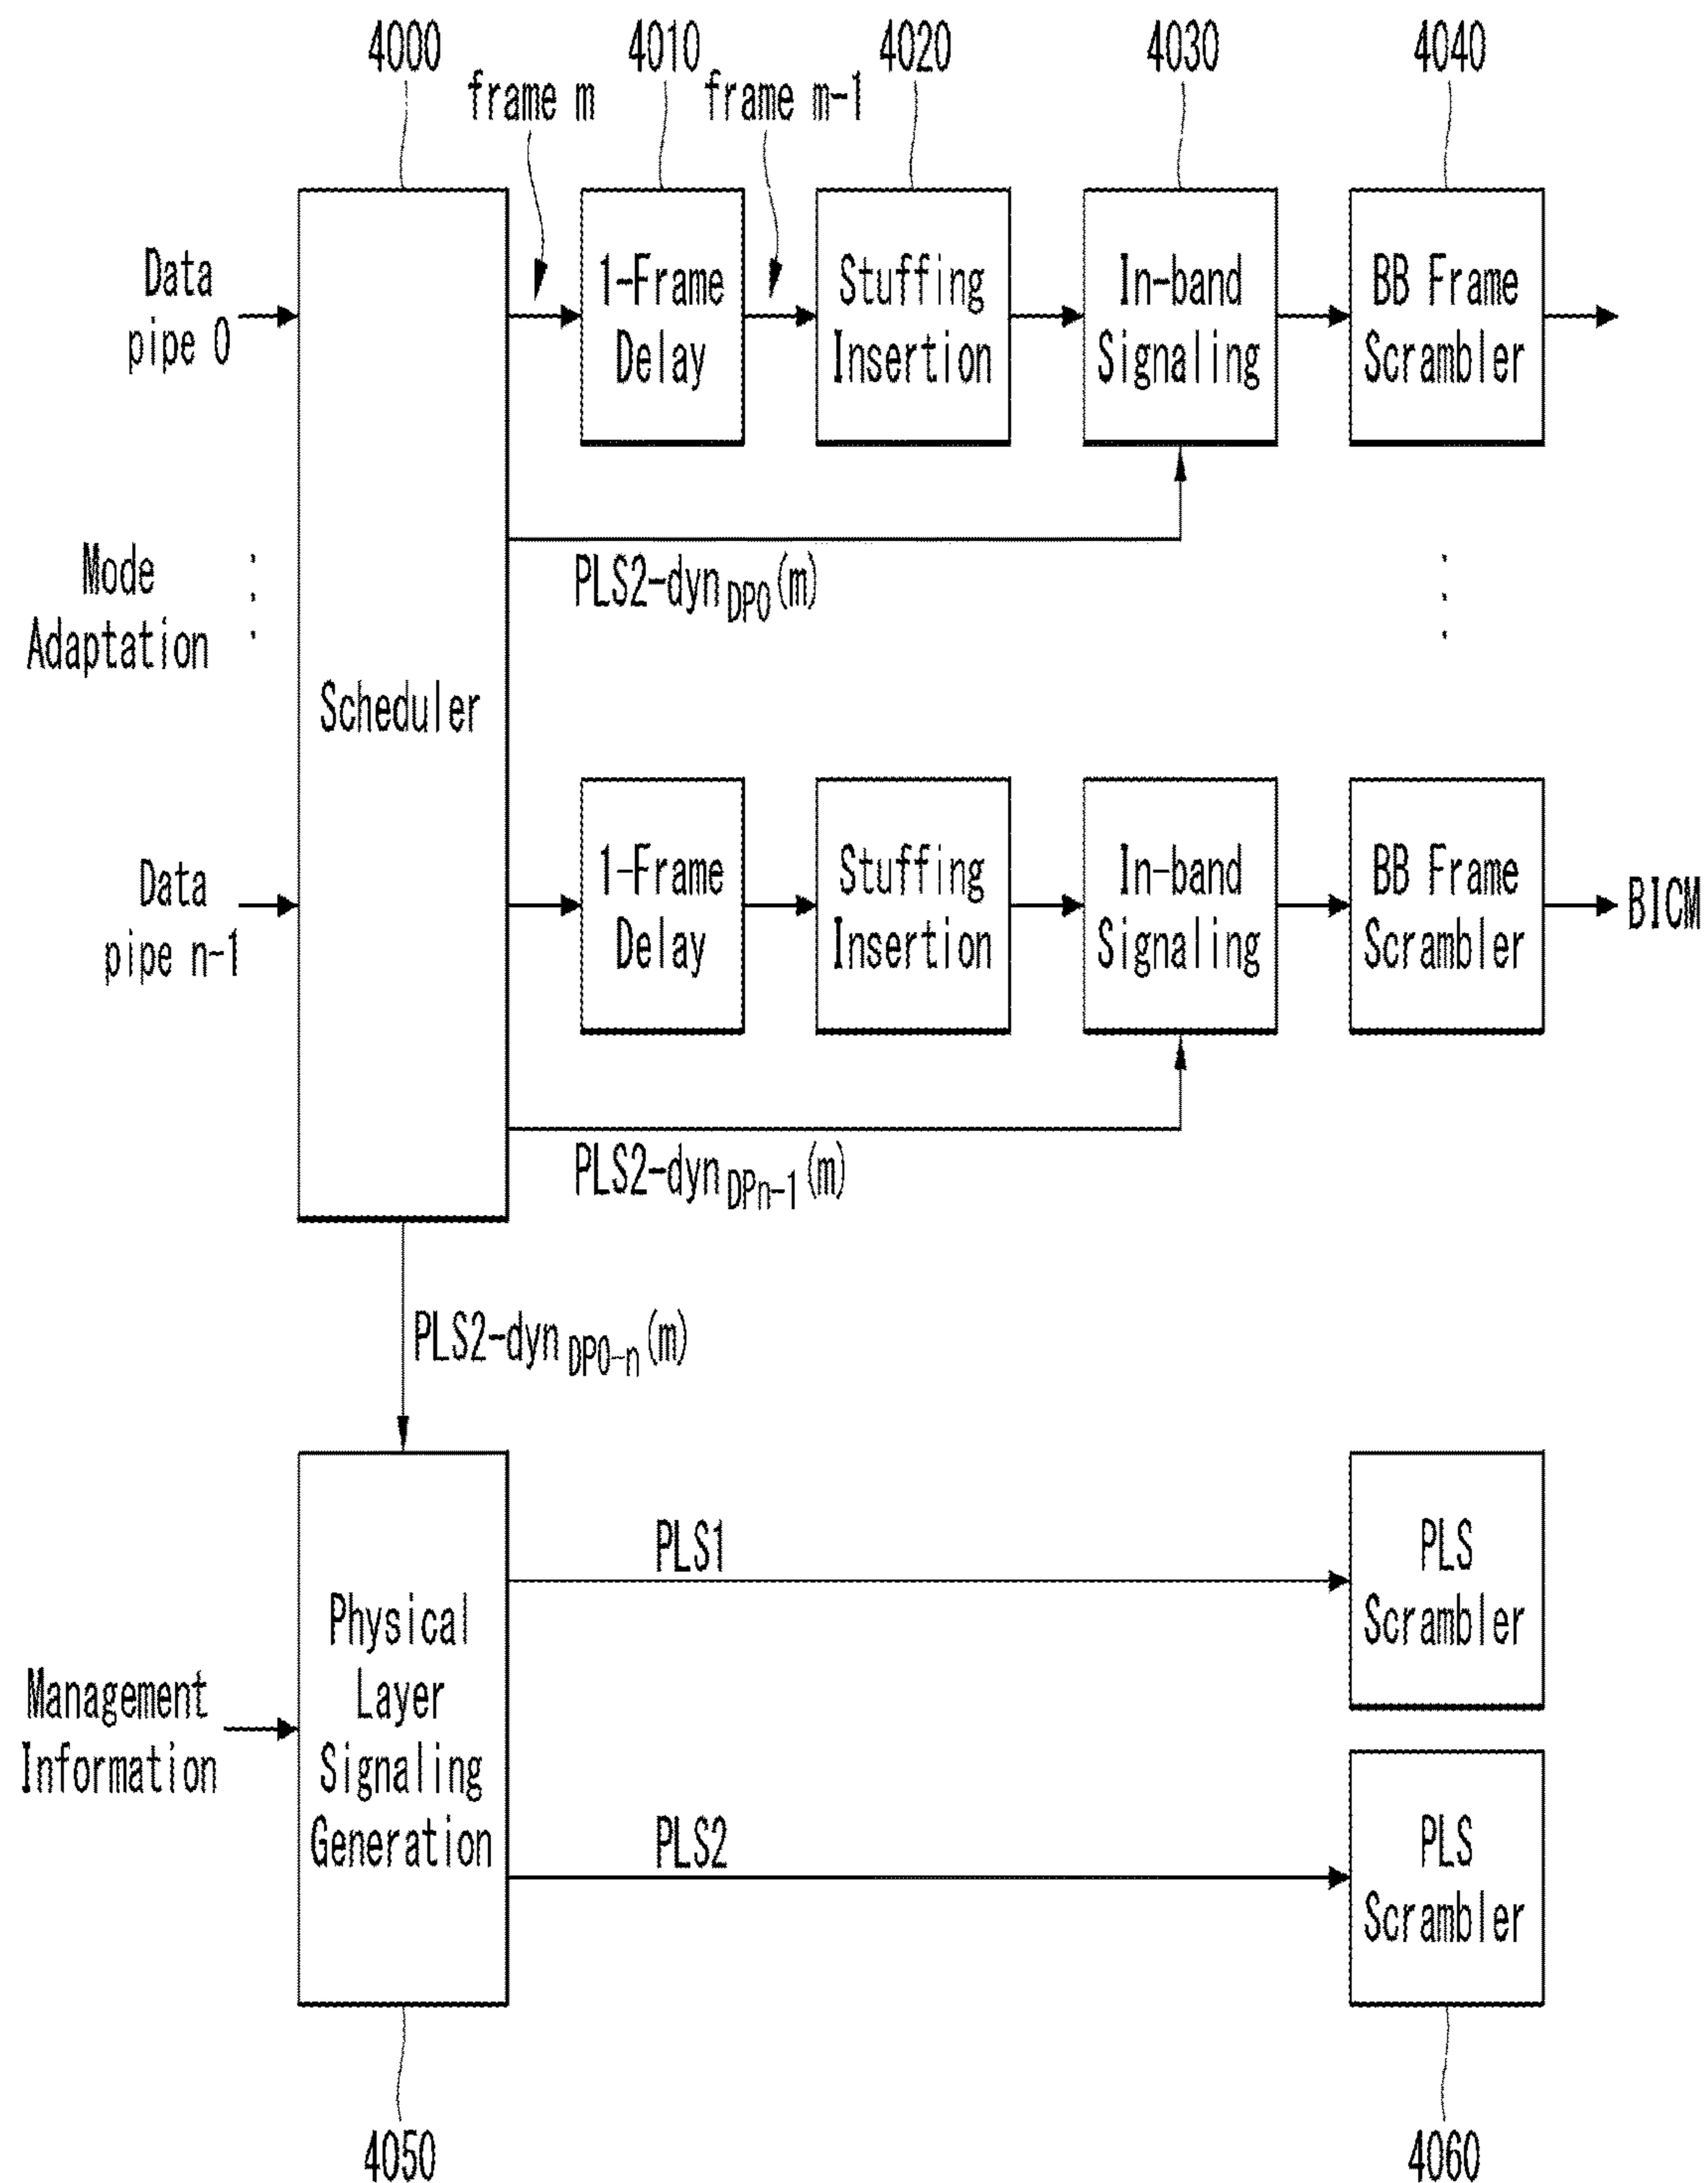 4000
4010
4020
4030
4040
frame m
frame m-1
Data
pipe 0
1-Frame
Delay
Stuffing
Insertion
In-band
Signaling
BB Frame
Scrambler
PLS2-dyn DP0 (m)
Mode
Adaptation
Scheduler
Data
pipe n-1
1-Frame
Delay
Stuffing
Insertion
In-band
Signaling
BB Frame
Scrambler
BICM
PLS2-dyn DPn-1 (m)
PLS2-dyn DP0-n (m)
Management
Information
Physical
Layer
Signaling
Generation
PLS1
PLS
Scrambler
PLS2
PLS
Scrambler
4050
4060